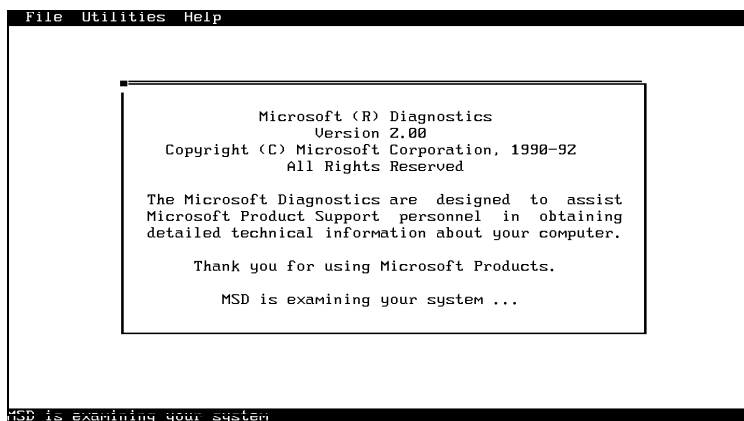 File Utilities Help
Microsoft (R) Diagnostics
Version 2.00
Copyright (C) Microsoft Corporation, 1990-92
All Rights Reserved
The Microsoft Diagnostics are designed to assist
Microsoft Product Support personnel in obtaining
detailed technical information about your computer.
Thank you for using Microsoft Products.
MSD is examining your system ...
MSD is examining your system